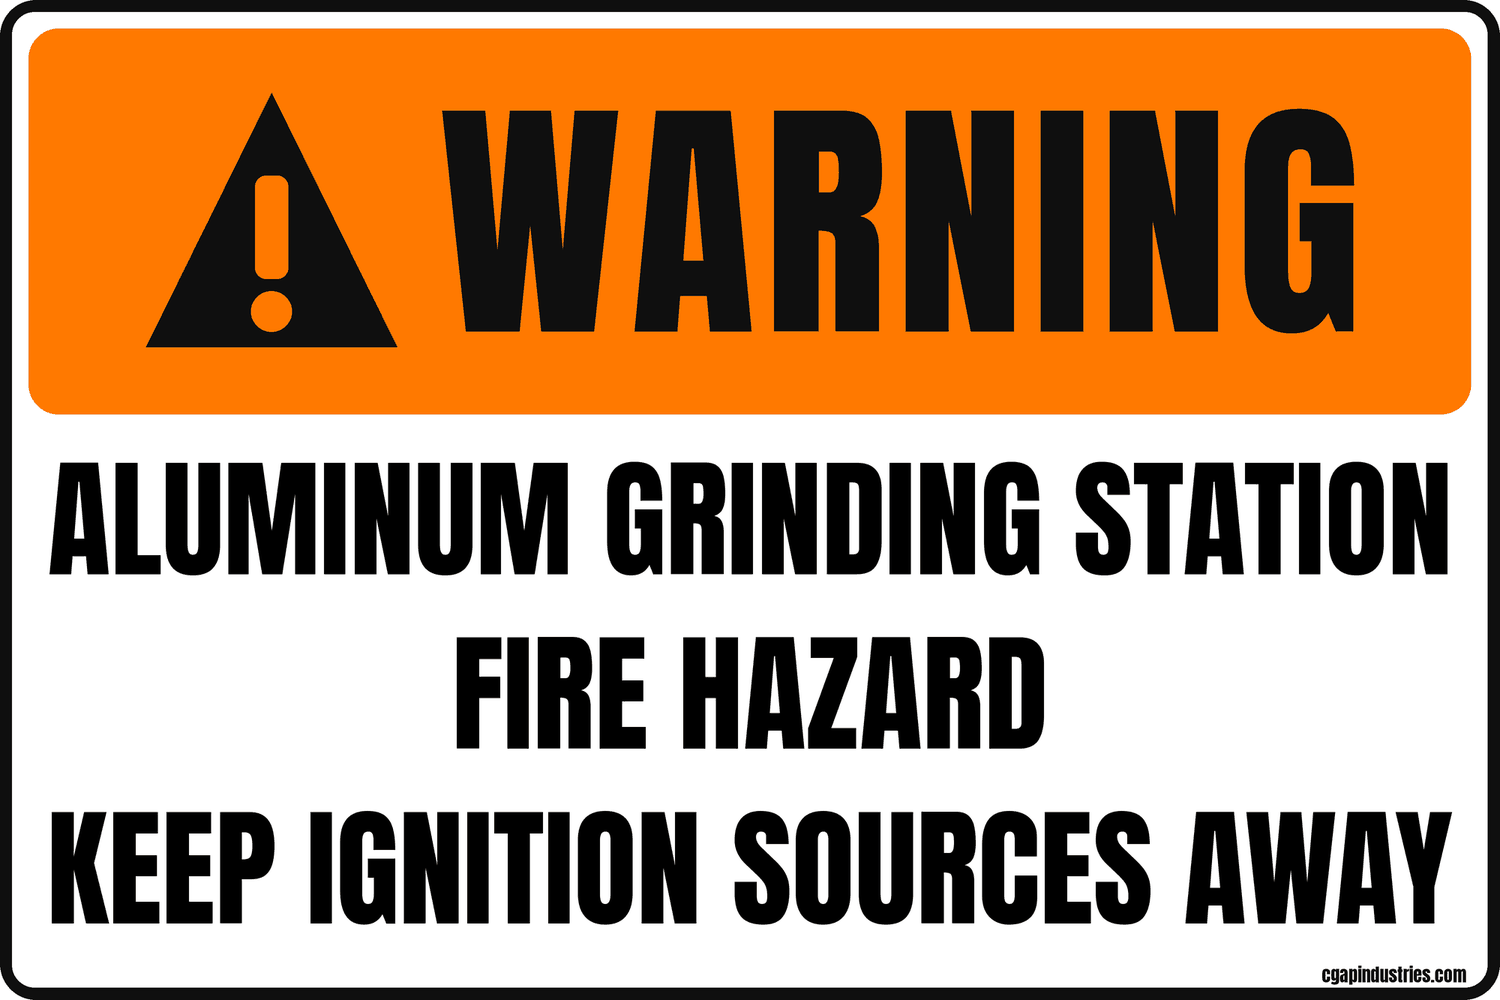 WARNING
ALUMINUM GRINDING STATION
FIRE HAZARD
KEEP IGNITION SOURCES AWAY
cgapindustries.com